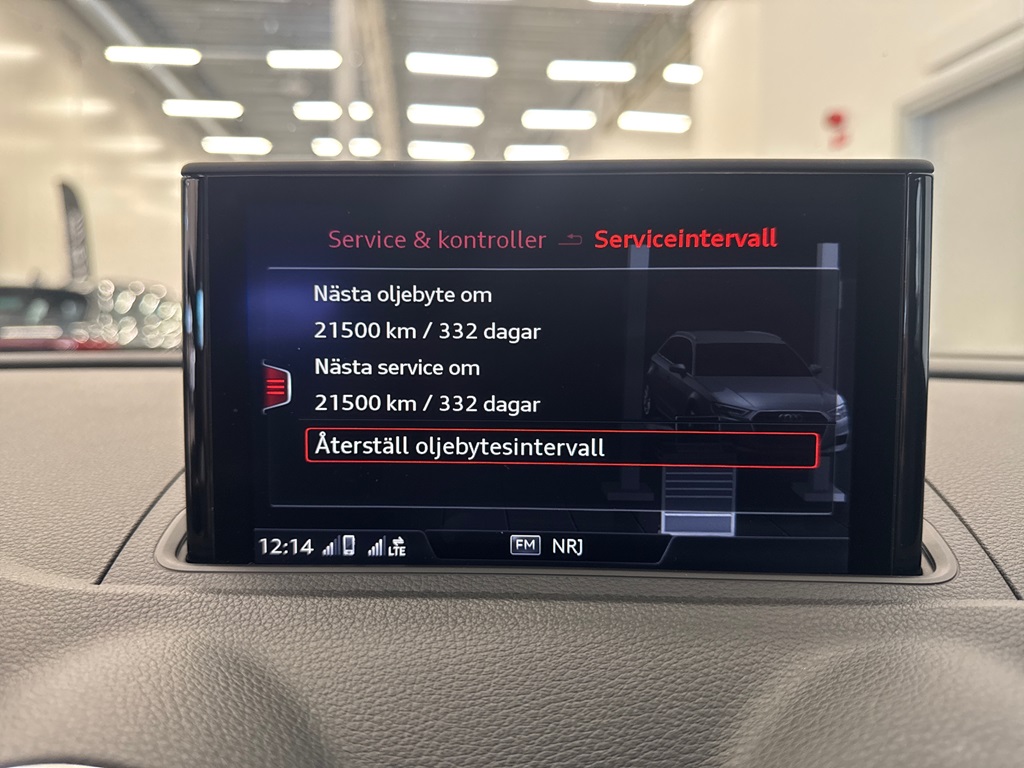 Service & kontroller Serviceintervall
Nästa oljebyte om
21500 km / 332 dagar
Nästa service om
21500 km / 332 dagar
Återställ oljebytesintervall
12:14 LTE FM NRJ